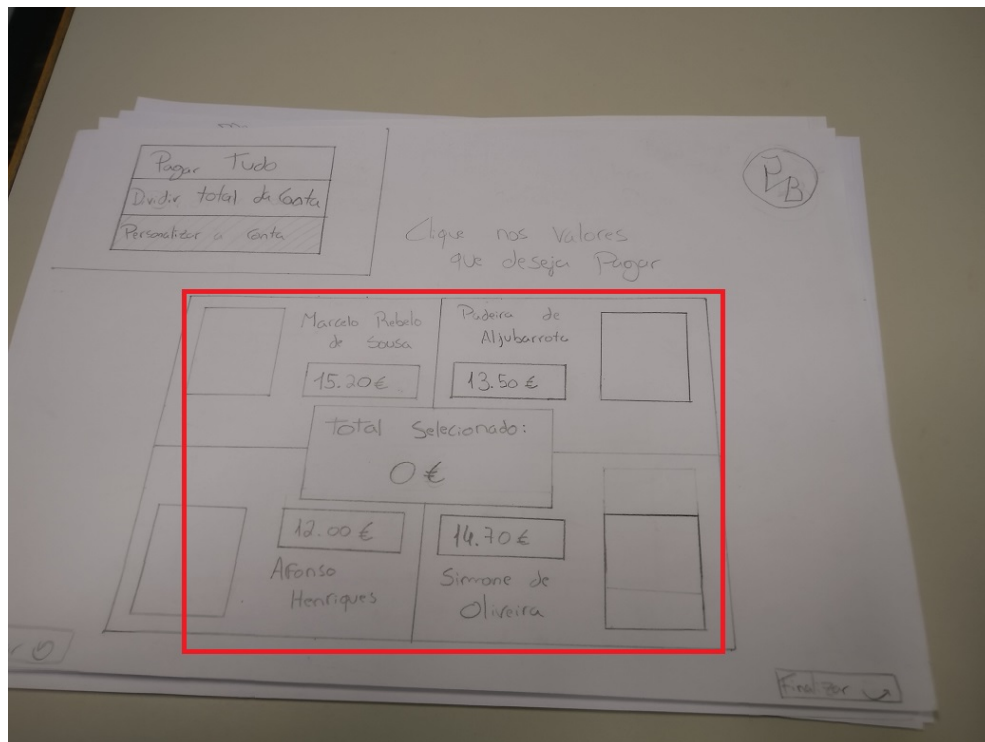 Pagar Tudo
Dividir total da Conta
Personalizar a Conta
PB
Clique nos Valores
que deseja Pagar
Marcelo Rebelo
de Sousa
15.20€
Padeira de
Aljubarrota
13.50€
Total Selecionado:
0€
12.00€
Afonso
Henriques
14.70€
Simone de
Oliveira
Finalizar